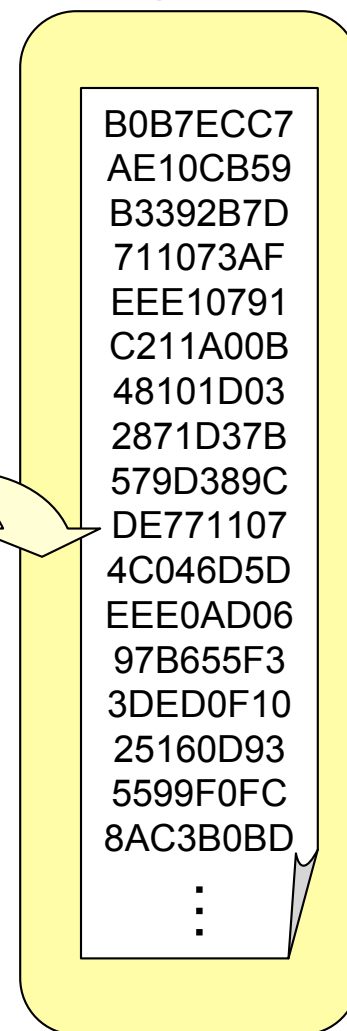 B0B7ECC7
AE10CB59
B3392B7D
711073AF
EEE10791
C211A00B
48101D03
2871D37B
579D389C
DE771107
4C046D5D
EEE0AD06
97B655F3
3DED0F10
25160D93
5599F0FC
8AC3B0BD
⋮